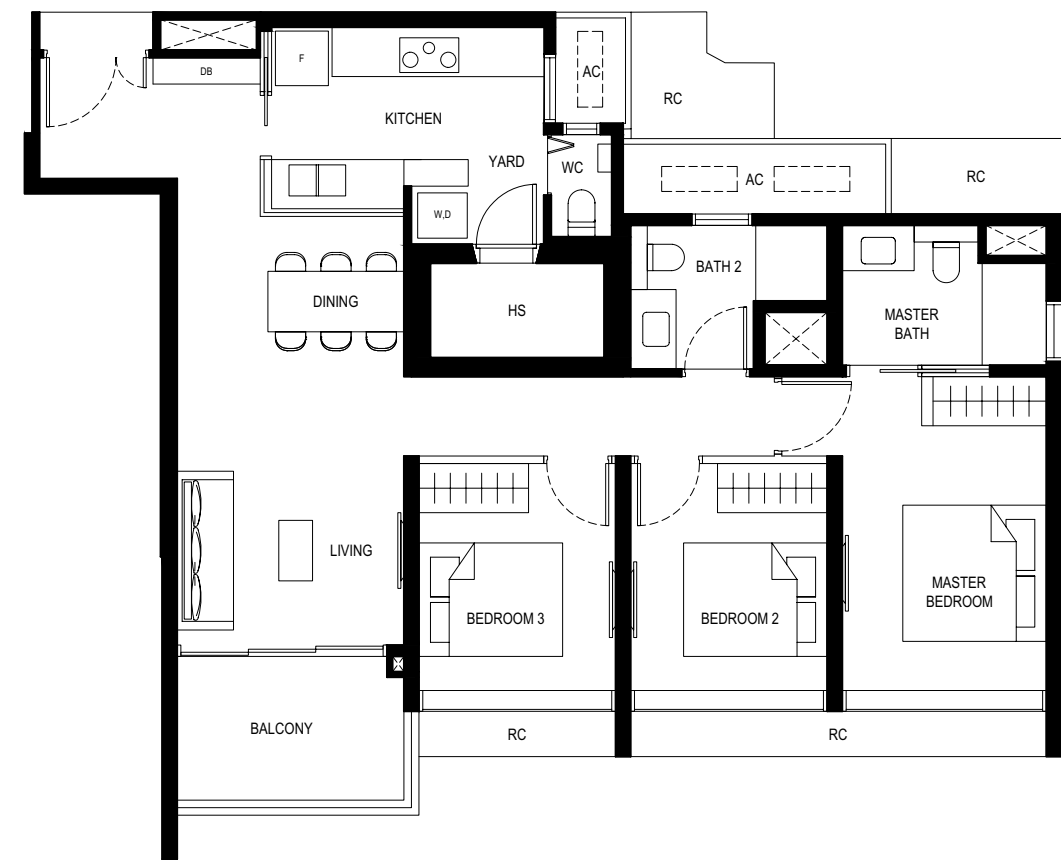 DB
F
KITCHEN
AC
RC
YARD
WC
AC
RC
W,D
BATH 2
DINING
HS
MASTER
BATH
LIVING
BEDROOM 3
BEDROOM 2
MASTER
BEDROOM
BALCONY
RC
RC